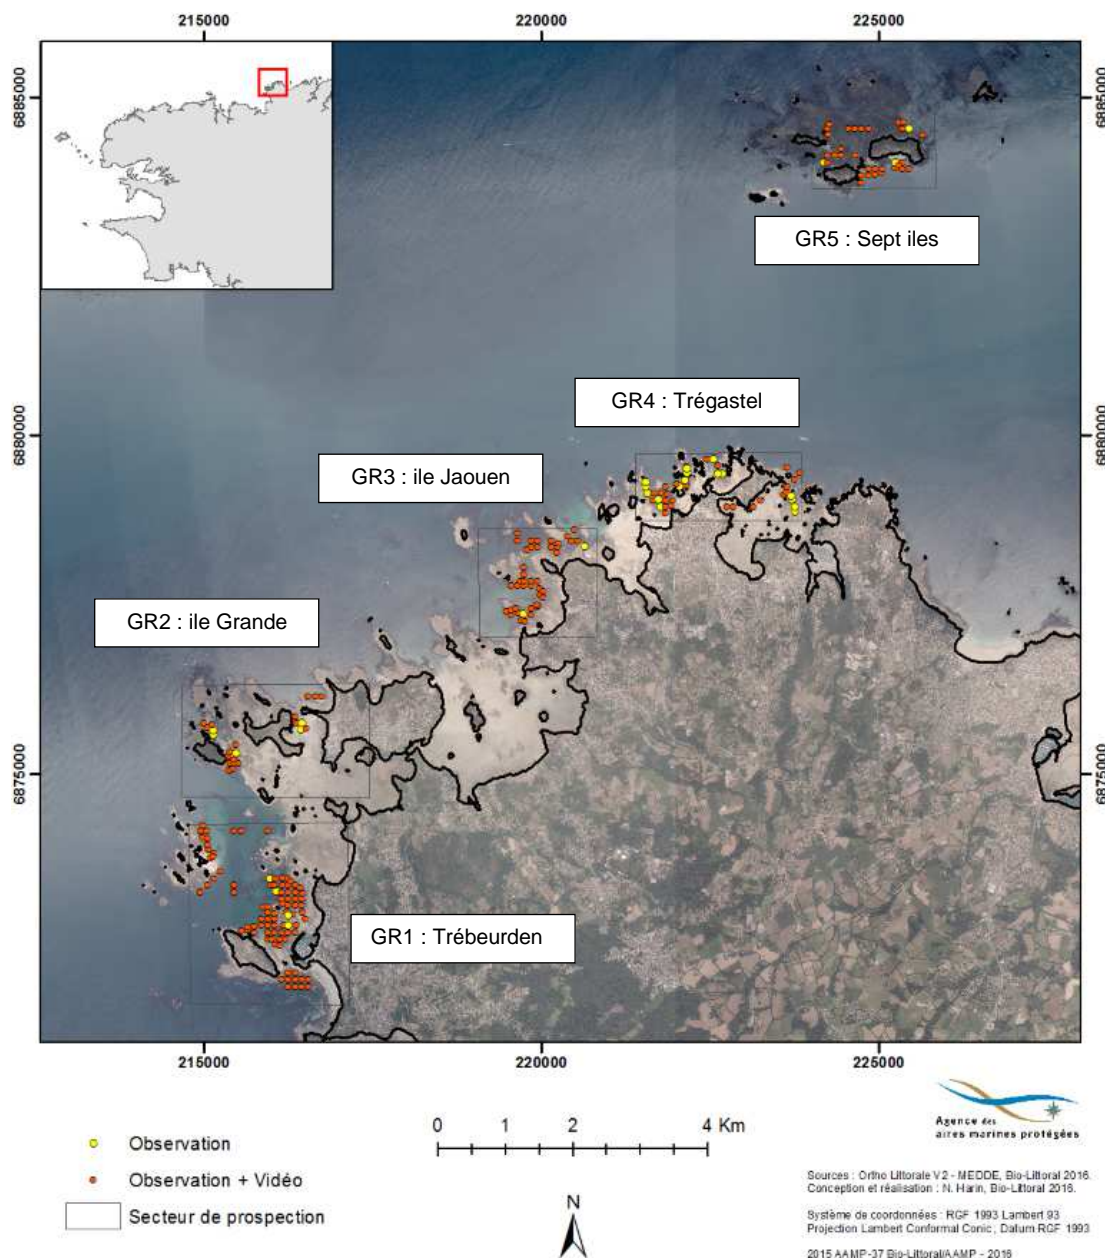 215000 220000 225000
6885000 6885000
GR5 : Sept iles
GR4 : Trégastel
6880000 6880000
GR3 : ile Jaouen
GR2 : ile Grande
6875000 6875000
GR1 : Trébeurden
215000 220000 225000
0 1 2 4 Km
Agence des
aires marines protégées
Observation
Observation + Vidéo
Secteur de prospection
N
Sources : Ortho Littorale V2 - MEDDE, Bio-Littoral 2016.
Conception et réalisation : N. Harin, Bio-Littoral 2016.
Système de coordonnées : RGF 1993 Lambert 93
Projection Lambert Conformal Conic ; Datum RGF 1993
2015 AAMP-37 Bio-Littoral/AAMP - 2016